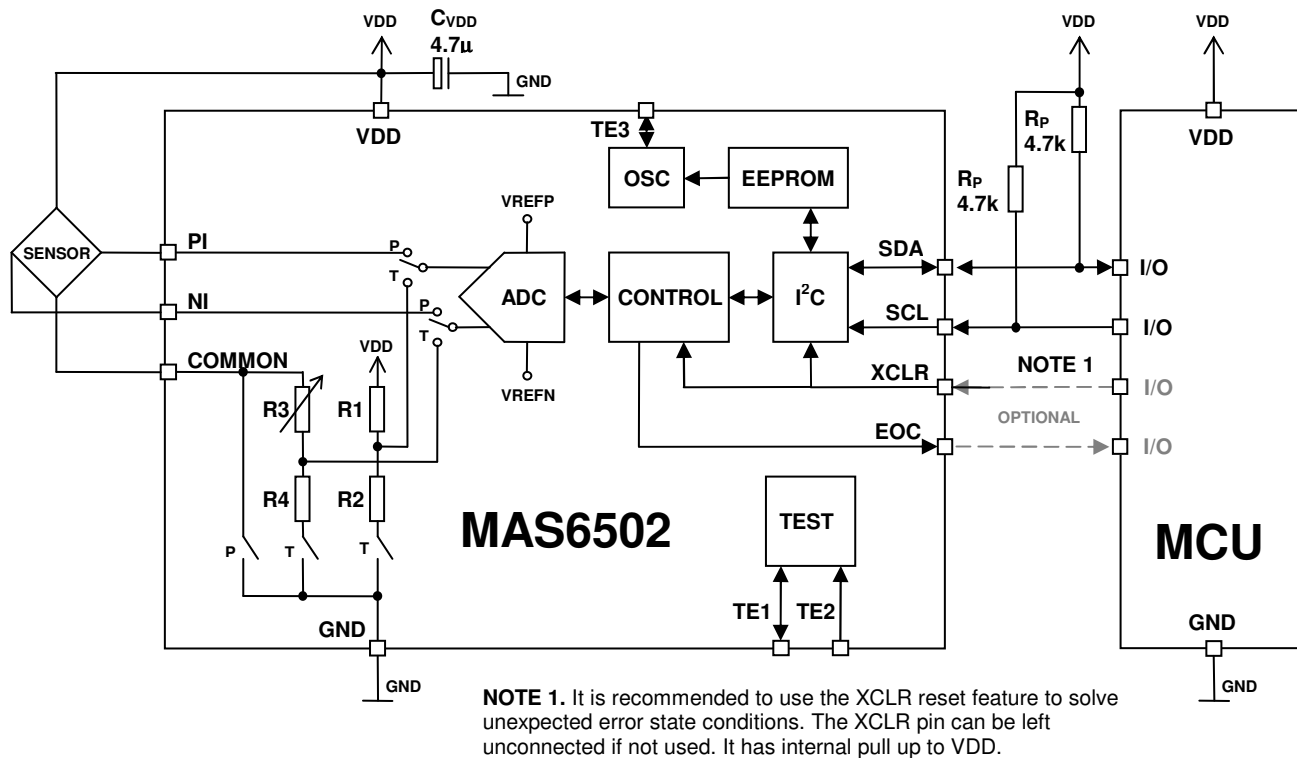 VDD
C_VDD
4.7µ
GND
VDD
VDD
VDD
TE3
R_P
4.7k
VDD
OSC
EEPROM
R_P
4.7k
VREFP
SENSOR
PI
P
T
SDA
I/O
ADC
CONTROL
I²C
NI
P
T
SCL
I/O
COMMON
VDD
VREFN
XCLR
NOTE 1
I/O
R3
R1
OPTIONAL
EOC
I/O
R4
R2
TEST
MAS6502
MCU
P
T
T
TE1
TE2
GND
GND
GND
GND
NOTE 1. It is recommended to use the XCLR reset feature to solve
unexpected error state conditions. The XCLR pin can be left
unconnected if not used. It has internal pull up to VDD.